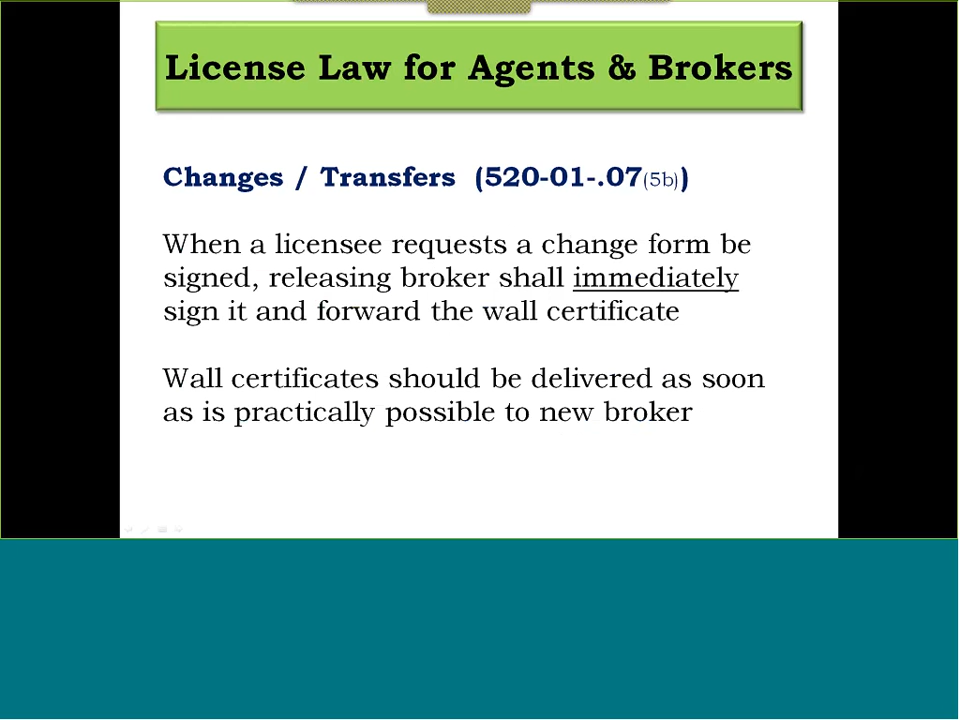 License Law for Agents & Brokers
Changes / Transfers (520-01-.07(5b))
When a licensee requests a change form be
signed, releasing broker shall immediately
sign it and forward the wall certificate
Wall certificates should be delivered as soon
as is practically possible to new broker